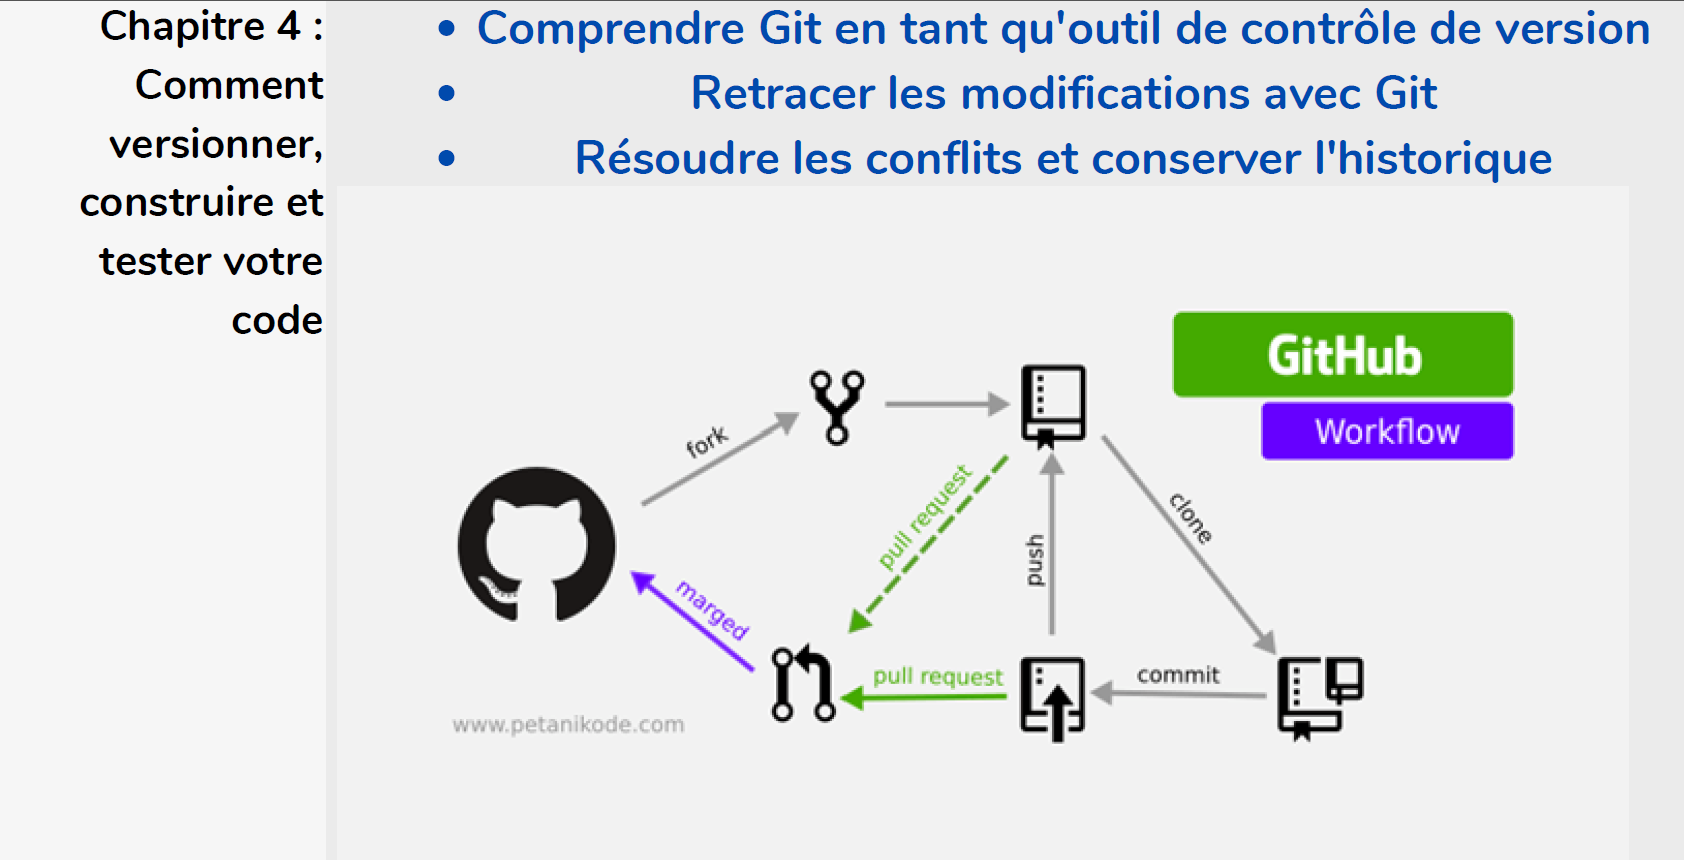 Chapitre 4 :
Comment
versionner,
construire et
tester votre
code
• Comprendre Git en tant qu'outil de contrôle de version
• Retracer les modifications avec Git
• Résoudre les conflits et conserver l'historique
GitHub
Workflow
fork
pull request
clone
push
marged
pull request
commit
www.petanikode.com